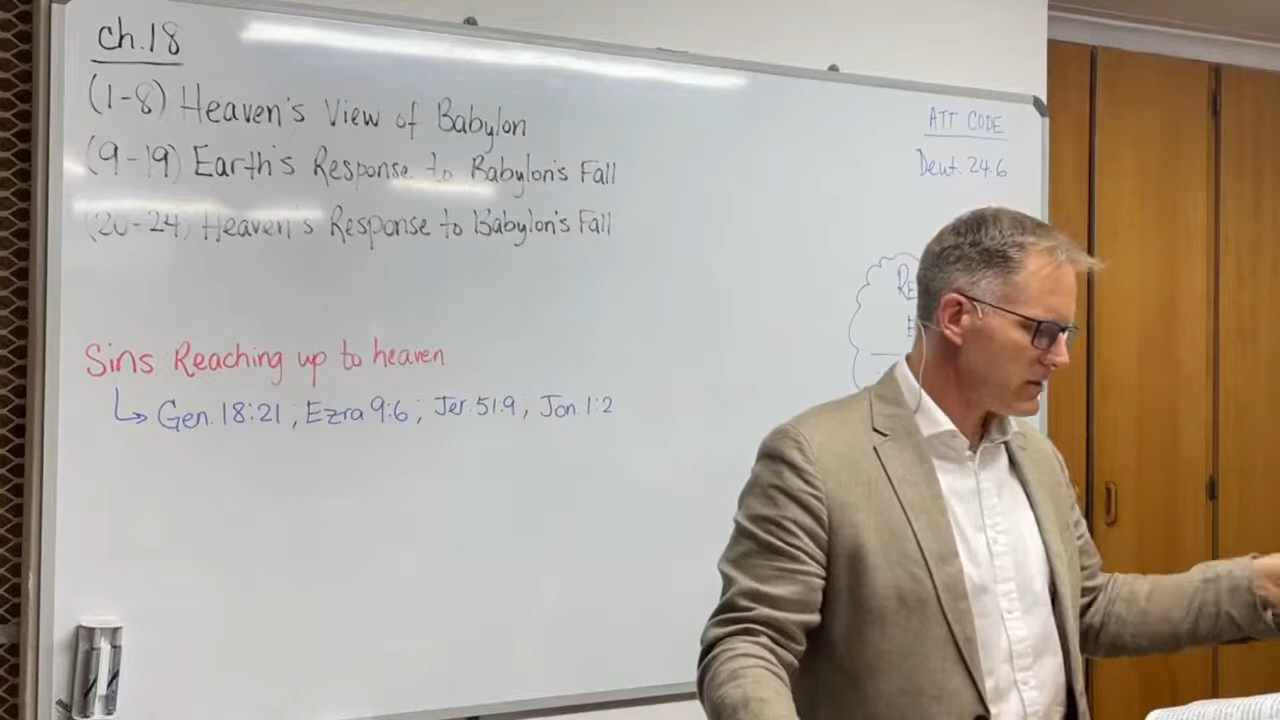 ch.18
(1-8) Heaven's View of Babylon
(9-19) Earth's Response to Babylon's Fall
(20-24) Heaven's Response to Babylon's Fall
Sins Reaching up to heaven
↳ Gen. 18:21 ; Ezra 9:6 ; Jer. 51:9 , Jon. 1:2
ATT CODE
Deut. 24:6